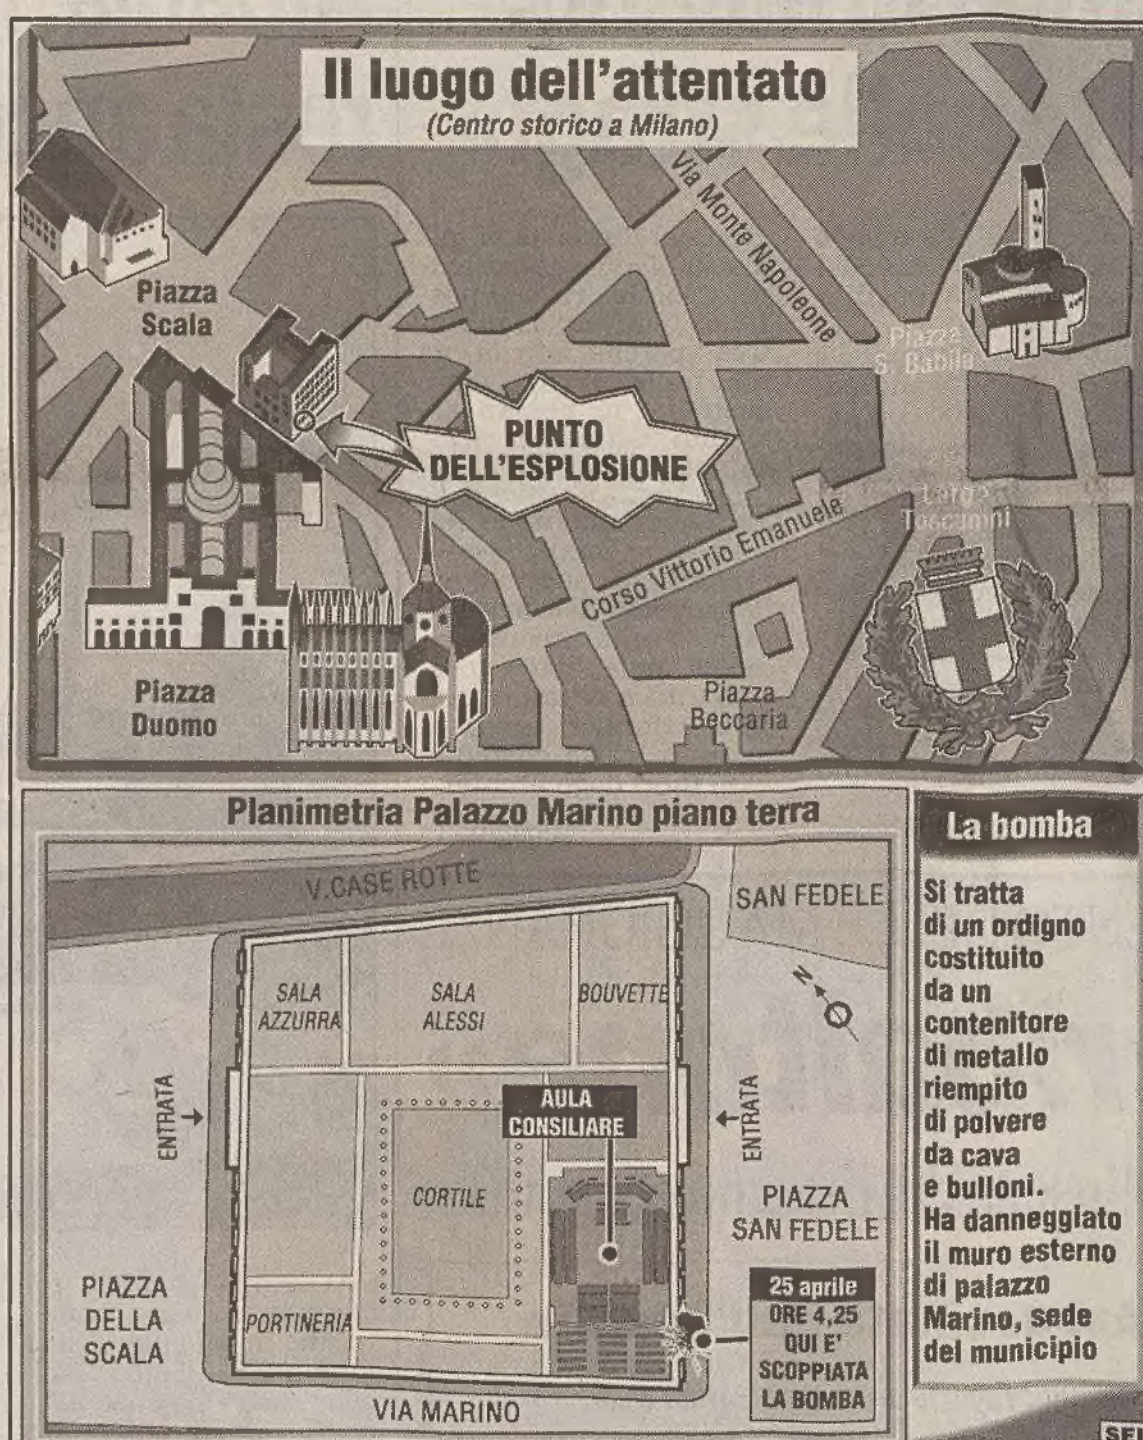 Il luogo dell'attentato
(Centro storico a Milano)
Via Monte Napoleone
Piazza
Scala
Piazza
S. Babila
PUNTO
DELL'ESPLOSIONE
Largo
Toscanini
Corso Vittorio Emanuele
Piazza
Duomo
Piazza
Beccaria
Planimetria Palazzo Marino piano terra
V.CASE ROTTE
SAN FEDELE
N
SALA
AZZURRA
SALA
ALESSI
BOUVETTE
ENTRATA
AULA
CONSILIARE
ENTRATA
CORTILE
PIAZZA
SAN FEDELE
PIAZZA
DELLA
SCALA
PORTINERIA
25 aprile
ORE 4,25
QUI E'
SCOPPIATA
LA BOMBA
VIA MARINO
La bomba
Si tratta
di un ordigno
costituito
da un
contenitore
di metallo
riempito
di polvere
da cava
e bulloni.
Ha danneggiato
il muro esterno
di palazzo
Marino, sede
del municipio